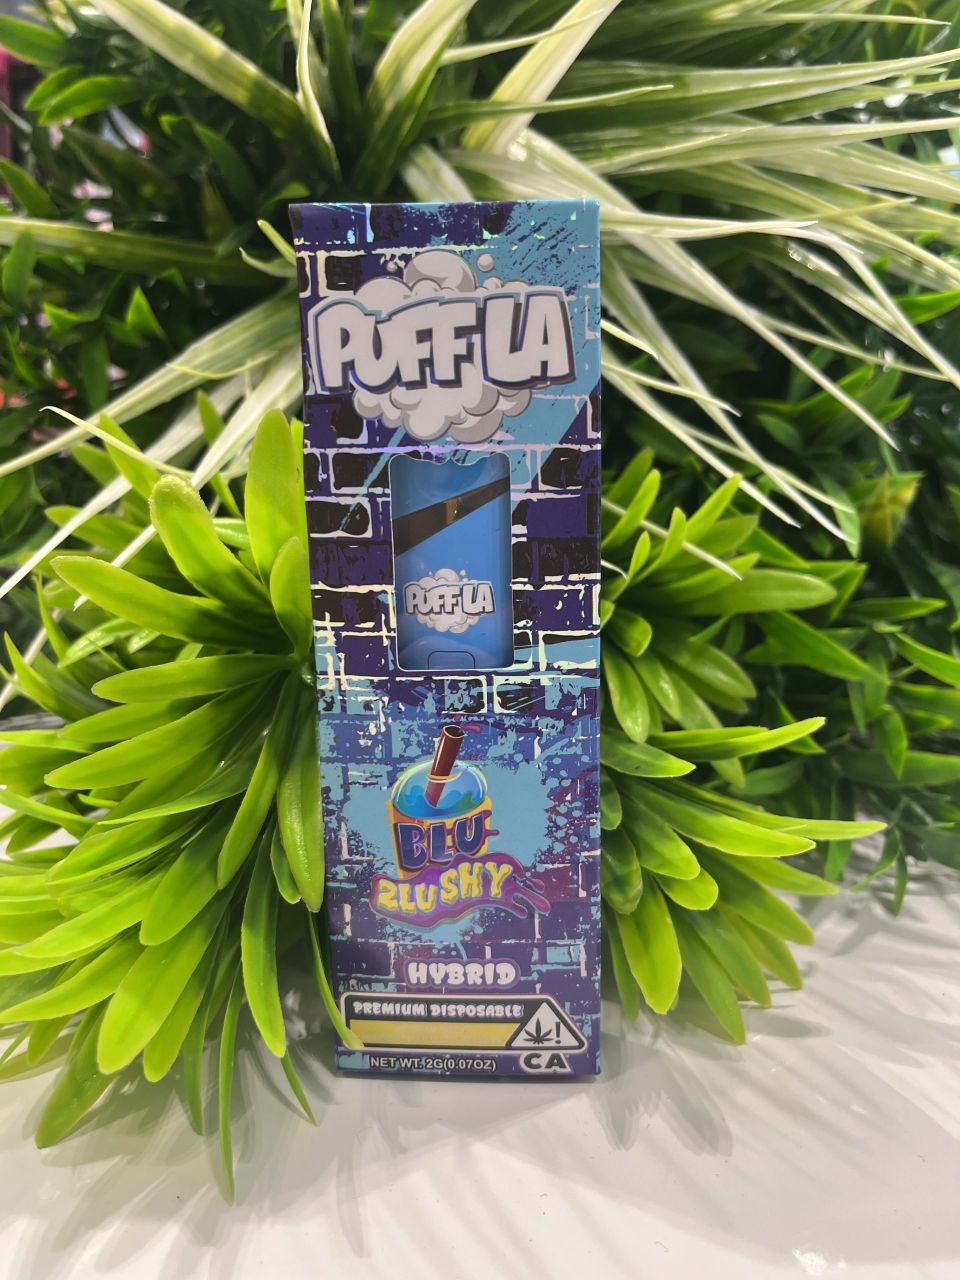 PUFF LA
PUFF LA
BLU
ZLUSHY
HYBRID
PREMIUM DISPOSABLE
!
CA
NET WT. 2G(0.07OZ)